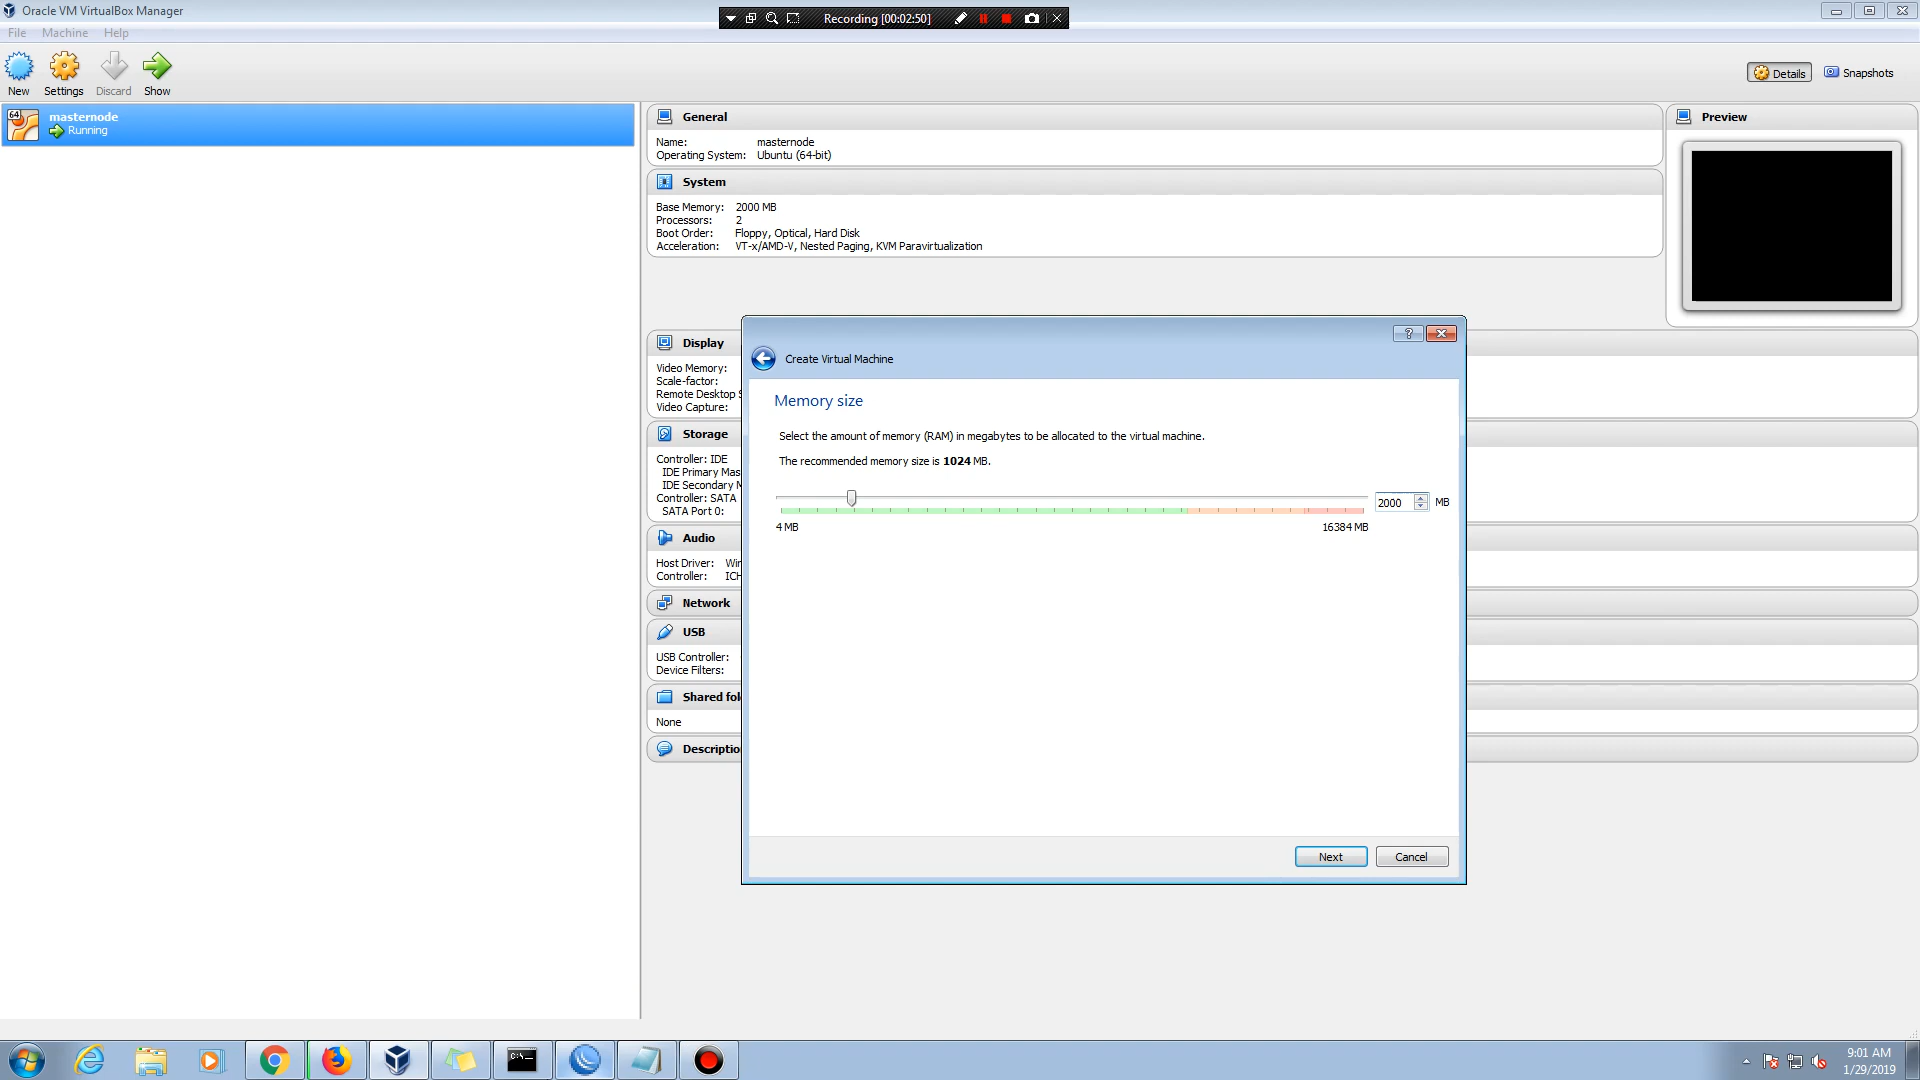 Oracle VM VirtualBox Manager
Recording [00:02:50]
File Machine Help
New Settings Discard Show
Details Snapshots
masternode
64
Running
General
Name: masternode
Operating System: Ubuntu (64-bit)
Preview
System
Base Memory: 2000 MB
Processors: 2
Boot Order: Floppy, Optical, Hard Disk
Acceleration: VT-x/AMD-V, Nested Paging, KVM Paravirtualization
Display
Video Memory:
Scale-factor:
Remote Desktop S
Video Capture:
Storage
Controller: IDE
IDE Primary Mas
IDE Secondary M
Controller: SATA
SATA Port 0:
Audio
Host Driver: Win
Controller: ICH
Network
USB
USB Controller:
Device Filters:
Shared fol
None
Descriptio
?
Create Virtual Machine
Memory size
Select the amount of memory (RAM) in megabytes to be allocated to the virtual machine.
The recommended memory size is 1024 MB.
2000 MB
4 MB 16384 MB
Next Cancel
C:\_
9:01 AM
1/29/2019